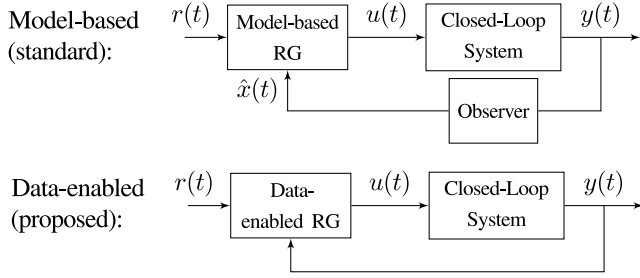 Model-based
(standard):
r(t)
Model-based
RG
u(t)
Closed-Loop
System
y(t)
x̂(t)
Observer
Data-enabled
(proposed):
r(t)
Data-
enabled RG
u(t)
Closed-Loop
System
y(t)